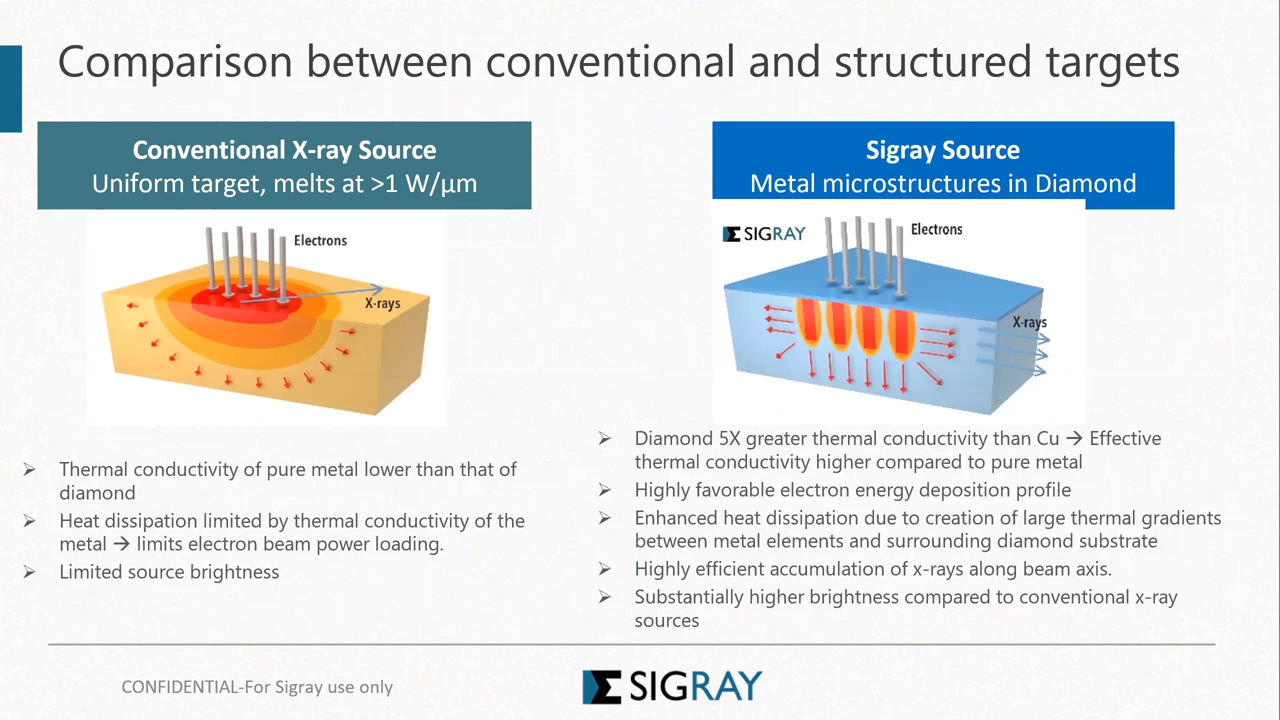 Comparison between conventional and structured targets
Conventional X-ray Source
Uniform target, melts at >1 W/µm
Electrons
X-rays
➢ Thermal conductivity of pure metal lower than that of
diamond
➢ Heat dissipation limited by thermal conductivity of the
metal → limits electron beam power loading.
➢ Limited source brightness
Sigray Source
Metal microstructures in Diamond
SIGRAY
Electrons
X-rays
➢ Diamond 5X greater thermal conductivity than Cu → Effective
thermal conductivity higher compared to pure metal
➢ Highly favorable electron energy deposition profile
➢ Enhanced heat dissipation due to creation of large thermal gradients
between metal elements and surrounding diamond substrate
➢ Highly efficient accumulation of x-rays along beam axis.
➢ Substantially higher brightness compared to conventional x-ray
sources
CONFIDENTIAL-For Sigray use only
SIGRAY